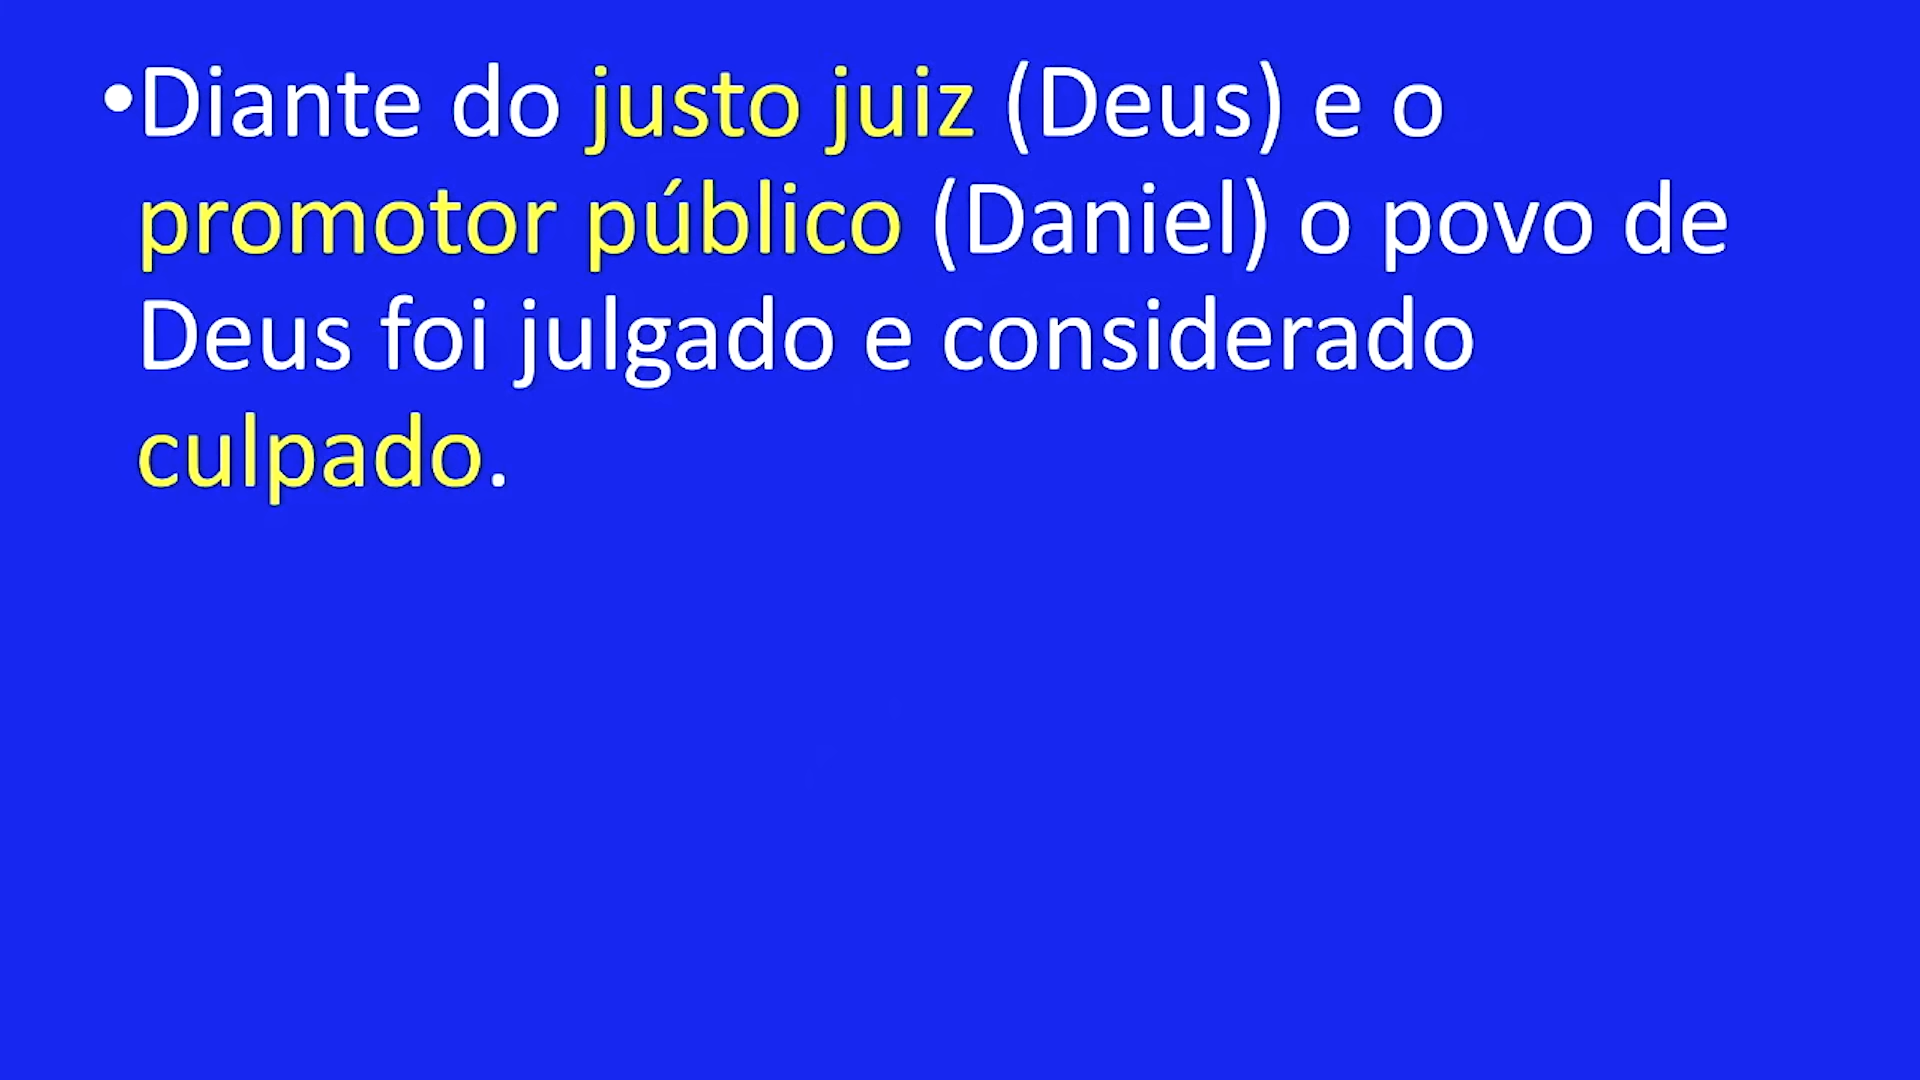 •Diante do justo juiz (Deus) e o
promotor público (Daniel) o povo de
Deus foi julgado e considerado
culpado.